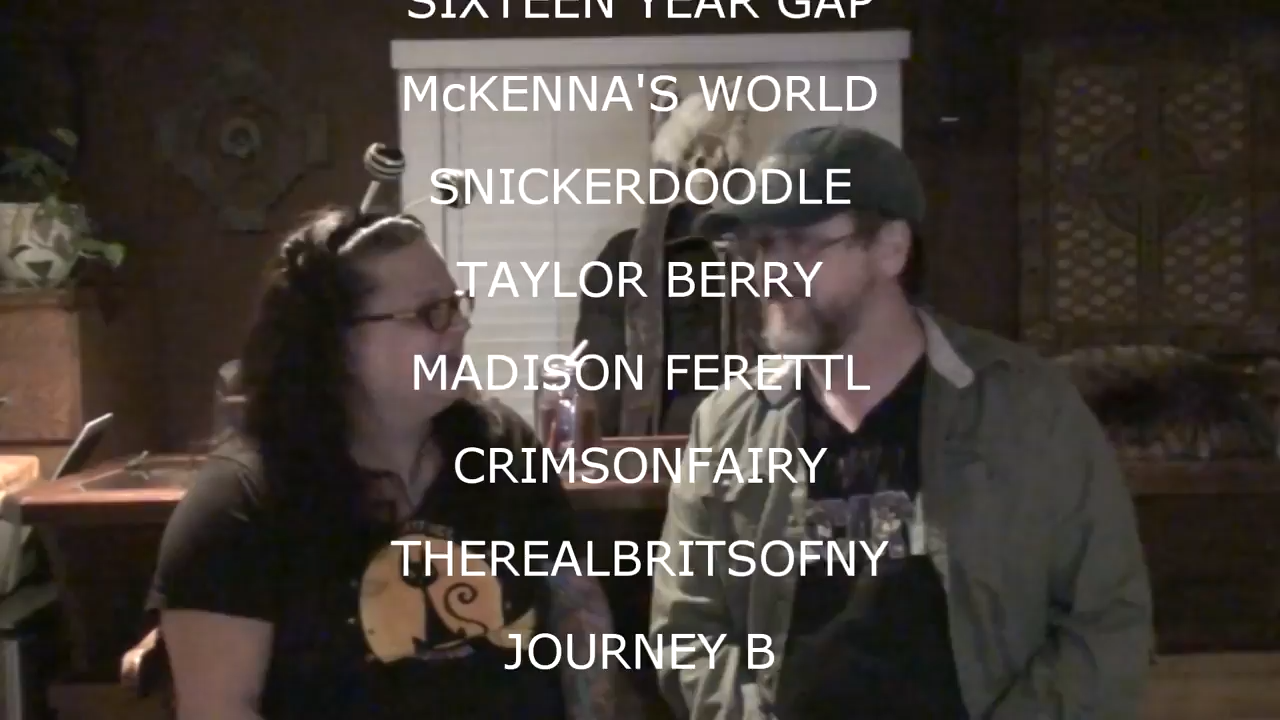 SIXTEEN YEAR GAP
McKENNA'S WORLD
SNICKERDOODLE
TAYLOR BERRY
MADISON FERETTL
CRIMSONFAIRY
THEREALBRITSOFNY
JOURNEY B